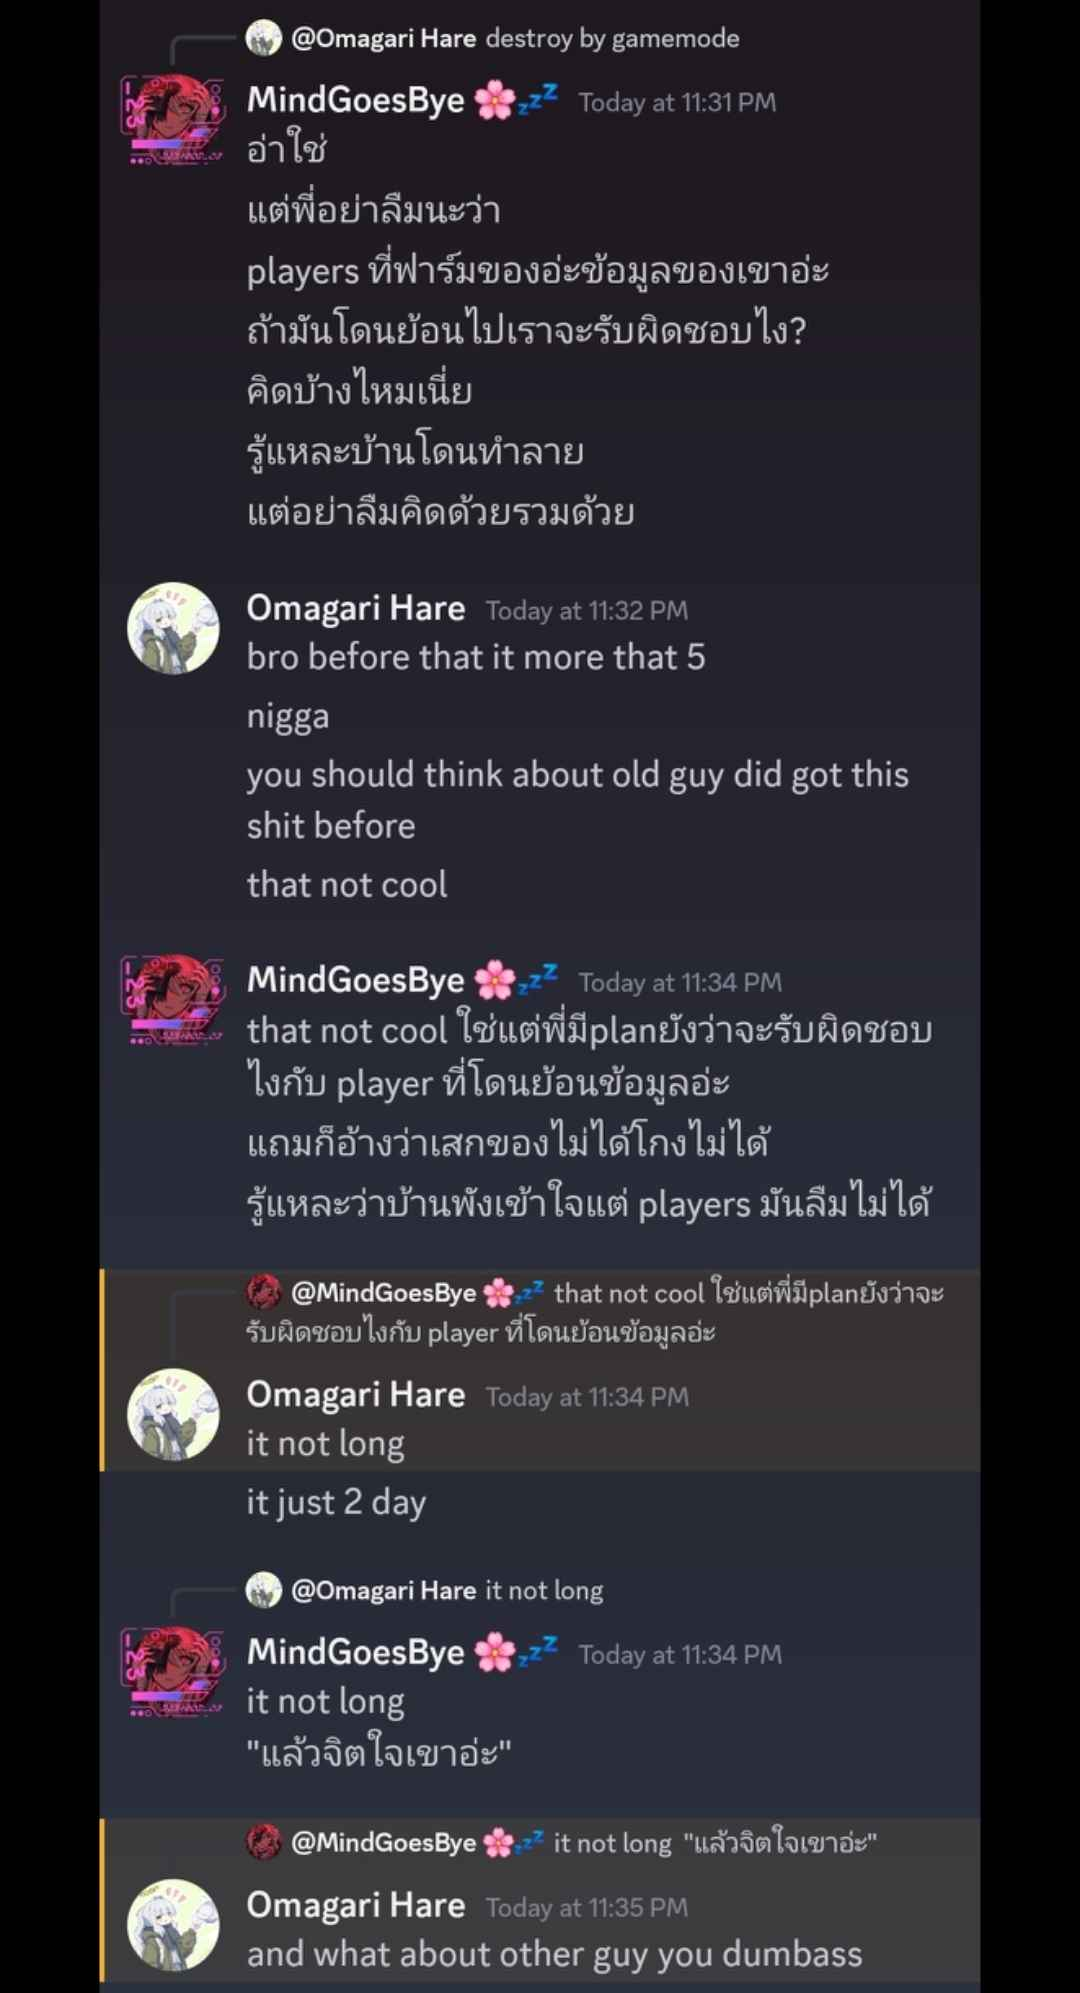 @Omagari Hare destroy by gamemode
MindGoesBye 🌸💤 Today at 11:31 PM
อ่าใช่
แต่พี่อย่าลืมนะว่า
players ที่ฟาร์มของอ่ะข้อมูลของเขาอ่ะ
ถ้ามันโดนย้อนไปเราจะรับผิดชอบไง?
คิดบ้างไหมเนี่ย
รู้แหละบ้านโดนทำลาย
แต่อย่าลืมคิดด้วยรวมด้วย
Omagari Hare Today at 11:32 PM
bro before that it more that 5
nigga
you should think about old guy did got this
shit before
that not cool
MindGoesBye 🌸💤 Today at 11:34 PM
that not cool ใช่แต่พี่มีplanยังว่าจะรับผิดชอบ
ไงกับ player ที่โดนย้อนข้อมูลอ่ะ
แถมก็อ้างว่าเสกของไม่ได้โกงไม่ได้
รู้แหละว่าบ้านพังเข้าใจแต่ players มันลืมไม่ได้
@MindGoesBye 🌸💤 that not cool ใช่แต่พี่มีplanยังว่าจะ
รับผิดชอบไงกับ player ที่โดนย้อนข้อมูลอ่ะ
Omagari Hare Today at 11:34 PM
it not long
it just 2 day
@Omagari Hare it not long
MindGoesBye 🌸💤 Today at 11:34 PM
it not long
"แล้วจิตใจเขาอ่ะ"
@MindGoesBye 🌸💤 it not long "แล้วจิตใจเขาอ่ะ"
Omagari Hare Today at 11:35 PM
and what about other guy you dumbass